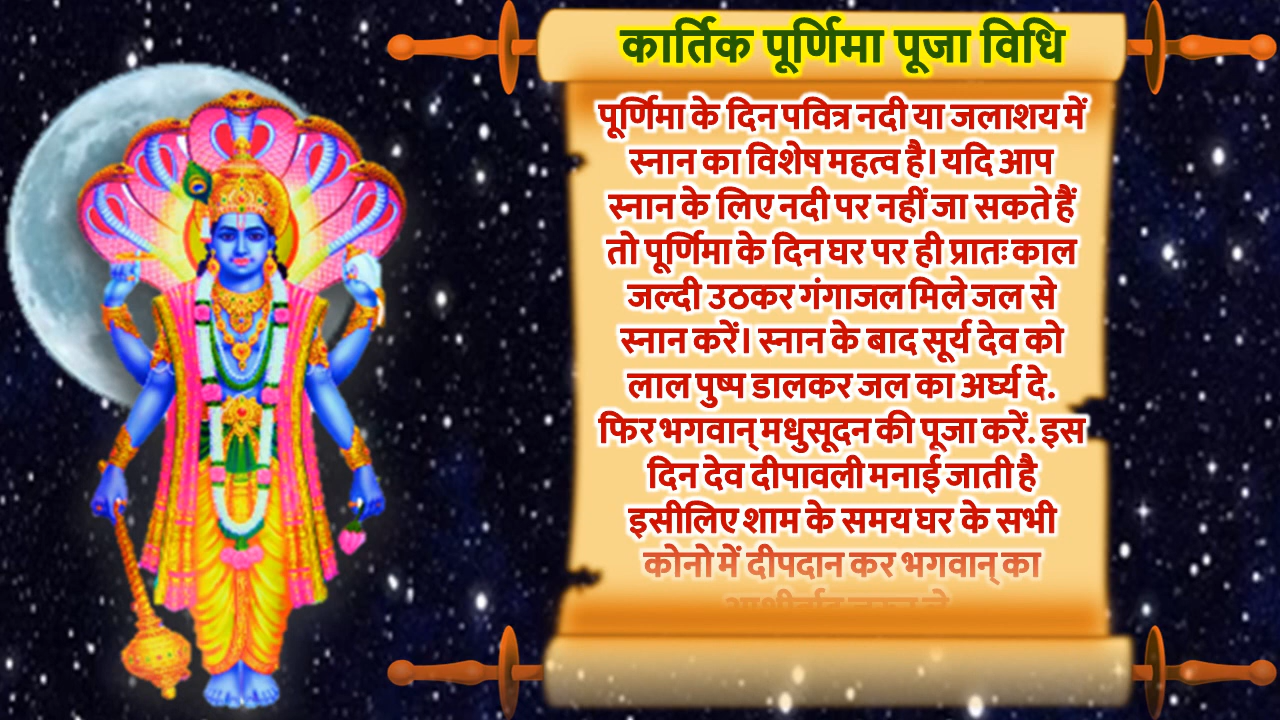 कार्तिक पूर्णिमा पूजा विधि
पूर्णिमा के दिन पवित्र नदी या जलाशय में
स्नान का विशेष महत्व है। यदि आप
स्नान के लिए नदी पर नहीं जा सकते हैं
तो पूर्णिमा के दिन घर पर ही प्रातः काल
जल्दी उठकर गंगाजल मिले जल से
स्नान करें। स्नान के बाद सूर्य देव को
लाल पुष्प डालकर जल का अर्घ्य दे.
फिर भगवान् मधुसूदन की पूजा करें. इस
दिन देव दीपावली मनाई जाती है
इसीलिए शाम के समय घर के सभी
कोनो में दीपदान कर भगवान् का